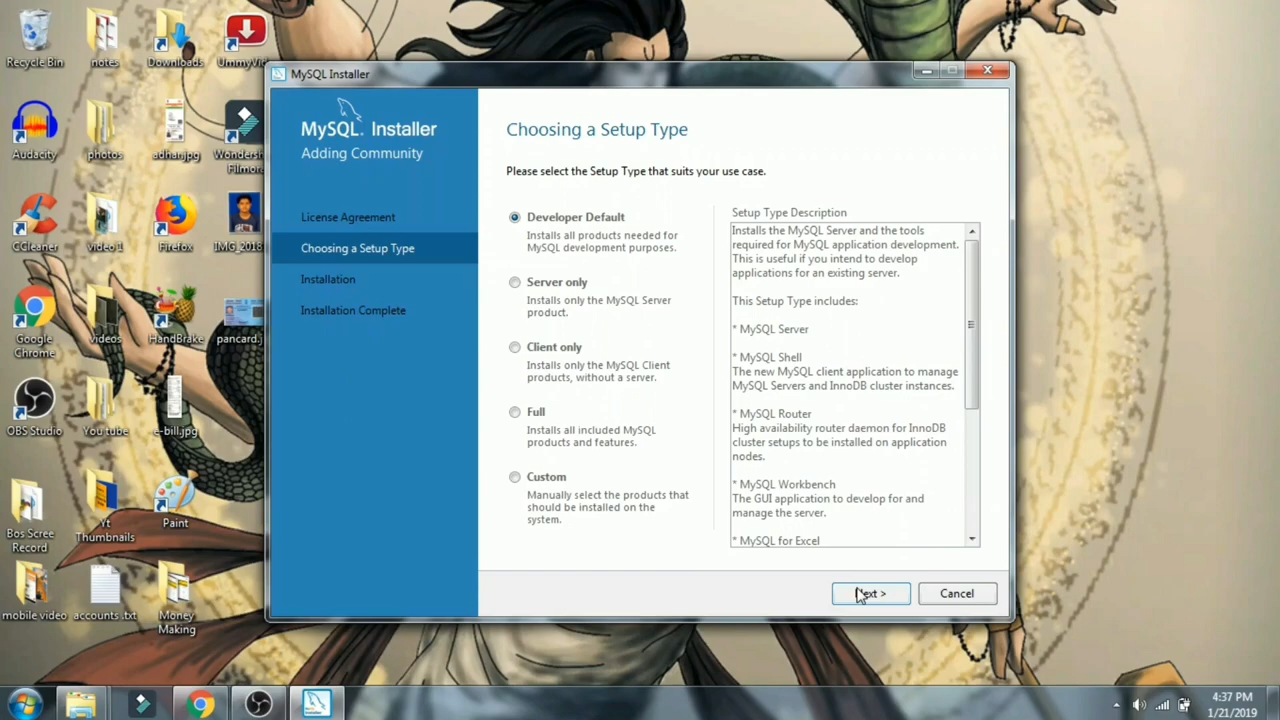 Recycle Bin
notes
Downloads
Audacity
photos
adhar.jpg
Filmora
CCleaner
video 1
Firefox
IMG_2018
Google
Chrome
videos
HandBrake
pancard.j
OBS Studio
You tube
e-bill.jpg
Bos Scree
Record
Yt
Thumbnails
Paint
mobile video
accounts .txt
Money
Making
MySQL Installer
MySQL. Installer
Adding Community
License Agreement
Choosing a Setup Type
Installation
Installation Complete
Choosing a Setup Type
Please select the Setup Type that suits your use case.
Developer Default
Installs all products needed for
MySQL development purposes.
Server only
Installs only the MySQL Server
product.
Client only
Installs only the MySQL Client
products, without a server.
Full
Installs all included MySQL
products and features.
Custom
Manually select the products that
should be installed on the
system.
Setup Type Description
Installs the MySQL Server and the tools
required for MySQL application development.
This is useful if you intend to develop
applications for an existing server.
This Setup Type includes:
* MySQL Server
* MySQL Shell
The new MySQL client application to manage
MySQL Servers and InnoDB cluster instances.
* MySQL Router
High availability router daemon for InnoDB
cluster setups to be installed on application
nodes.
* MySQL Workbench
The GUI application to develop for and
manage the server.
* MySQL for Excel
Next >
Cancel
4:37 PM
1/21/2019